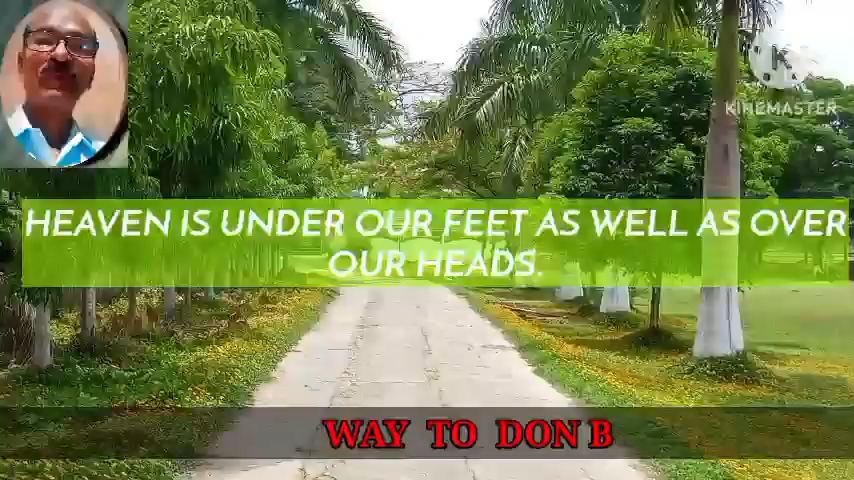 KINEMASTER
HEAVEN IS UNDER OUR FEET AS WELL AS OVER
OUR HEADS.
WAY TO DON B